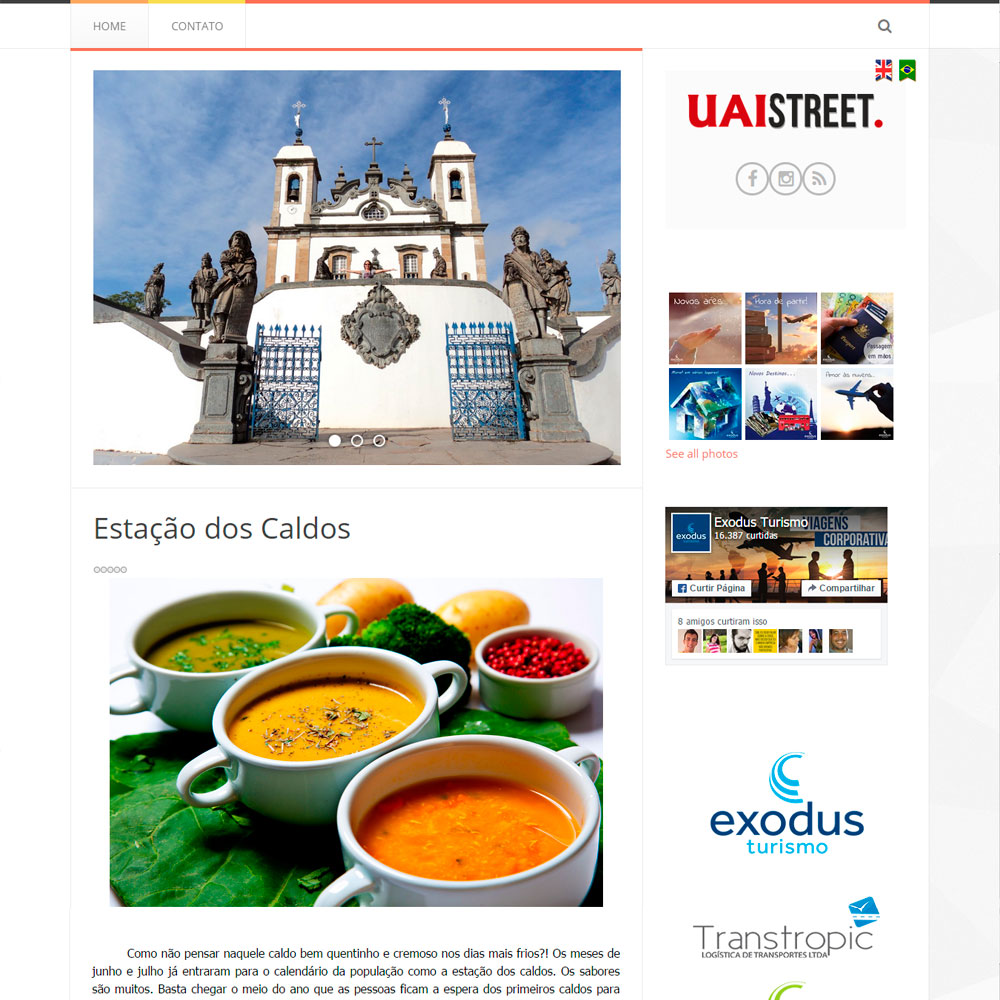 HOME
CONTATO
UAISTREET.
Novos ares...
Hora de partir!
Passagem
em mãos
Novos Destinos...
Amor às nuvens...
See all photos
Exodus Turismo
16.387 curtidas
VIAGENS
CORPORATIVA
exodus
Curtir Página
Compartilhar
8 amigos curtiram isso
Estação dos Caldos
exodus
turismo
Transtropic
LOGÍSTICA DE TRANSPORTES LTDA
Como não pensar naquele caldo bem quentinho e cremoso nos dias mais frios?! Os meses de
junho e julho já entraram para o calendário da população como a estação dos caldos. Os sabores
são muitos. Basta chegar o meio do ano que as pessoas ficam a espera dos primeiros caldos para